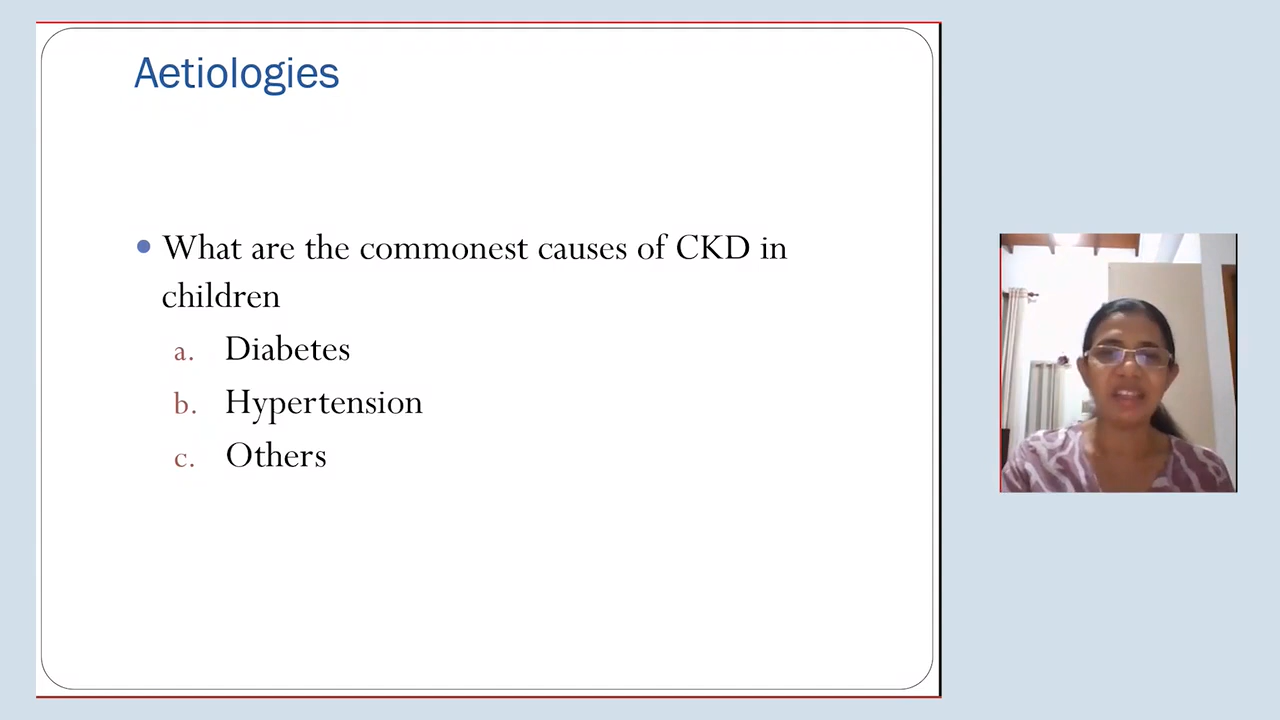 Aetiologies
What are the commonest causes of CKD in
children
a. Diabetes
b. Hypertension
c. Others